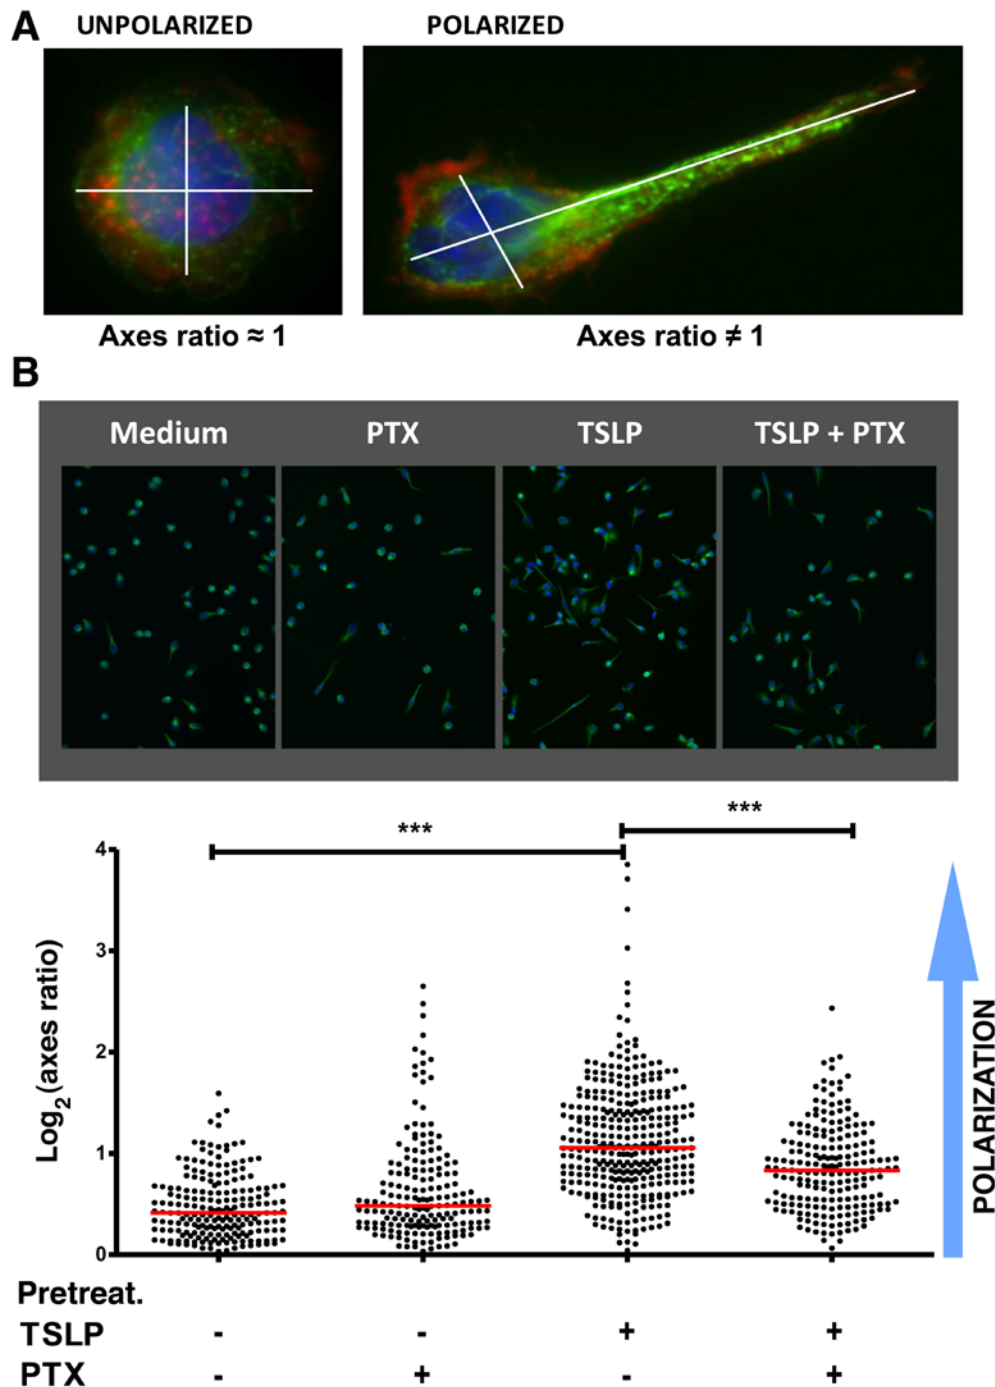 A
UNPOLARIZED POLARIZED
Axes ratio ≈ 1 Axes ratio ≠ 1
B
Medium PTX TSLP TSLP + PTX
***
***
4
3
2
1
0
Log2(axes ratio)
POLARIZATION
Pretreat.
TSLP - - + +
PTX - + - +